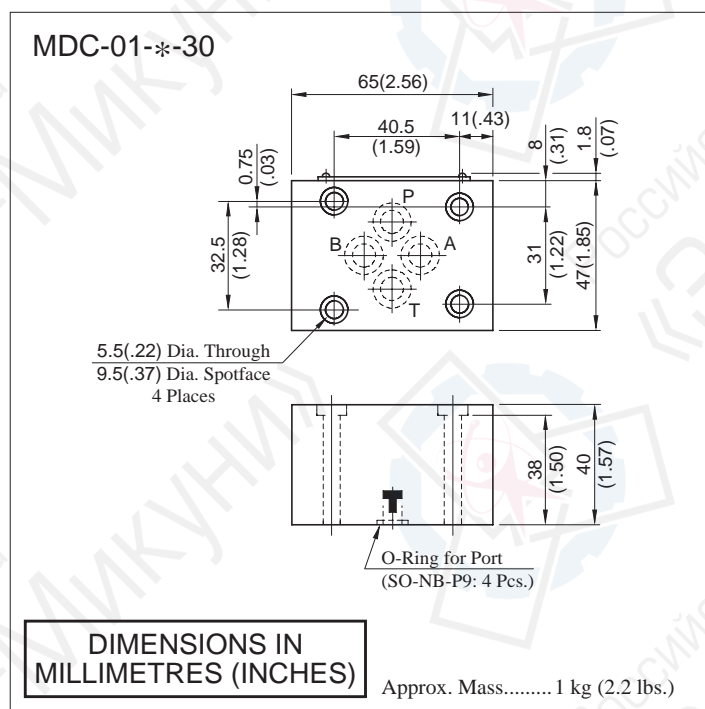 MDC-01-*-30
65(2.56)
40.5
(1.59)
11(.43)
8
(.31)
1.8
(.07)
0.75
(.03)
32.5
(1.28)
P
B
A
T
31
(1.22)
47(1.85)
5.5(.22) Dia. Through
9.5(.37) Dia. Spotface
4 Places
38
(1.50)
40
(1.57)
O-Ring for Port
(SO-NB-P9: 4 Pcs.)
DIMENSIONS IN
MILLIMETRES (INCHES)
Approx. Mass.........1 kg (2.2 lbs.)
Микуни»
Российя
«Э